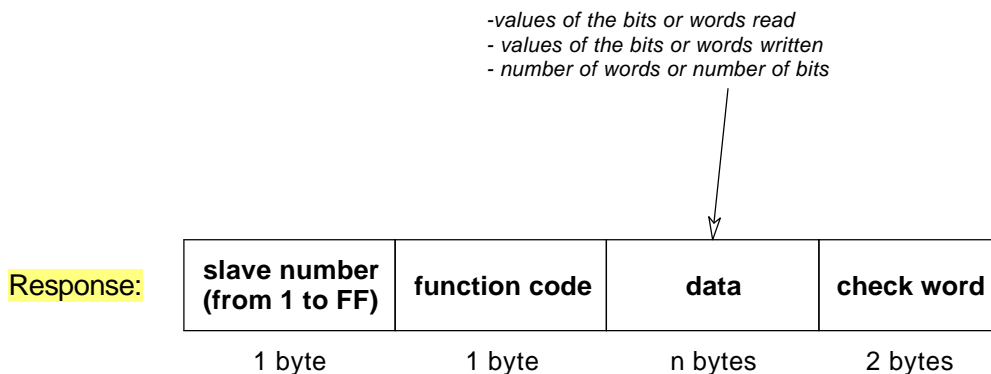 -values of the bits or words read
- values of the bits or words written
- number of words or number of bits
Response:
slave number
(from 1 to FF)
function code
data
check word
1 byte
1 byte
n bytes
2 bytes